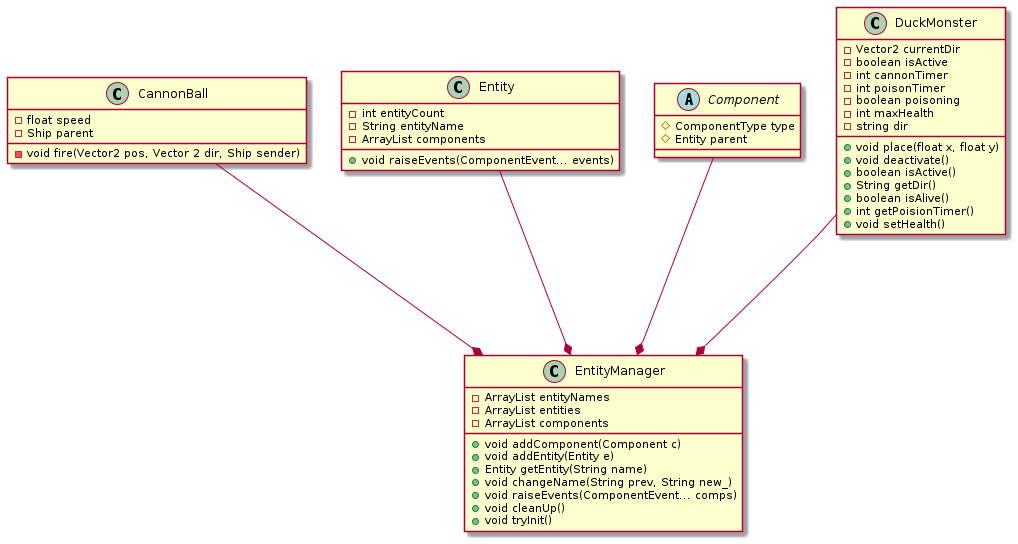 C CannonBall
float speed
Ship parent
void fire(Vector2 pos, Vector 2 dir, Ship sender)
C Entity
int entityCount
String entityName
ArrayList components
void raiseEvents(ComponentEvent... events)
A Component
ComponentType type
Entity parent
C DuckMonster
Vector2 currentDir
boolean isActive
int cannonTimer
int poisonTimer
boolean poisoning
int maxHealth
string dir
void place(float x, float y)
void deactivate()
boolean isActive()
String getDir()
boolean isAlive()
int getPoisionTimer()
void setHealth()
C EntityManager
ArrayList entityNames
ArrayList entities
ArrayList components
void addComponent(Component c)
void addEntity(Entity e)
Entity getEntity(String name)
void changeName(String prev, String new_)
void raiseEvents(ComponentEvent... comps)
void cleanUp()
void tryInit()